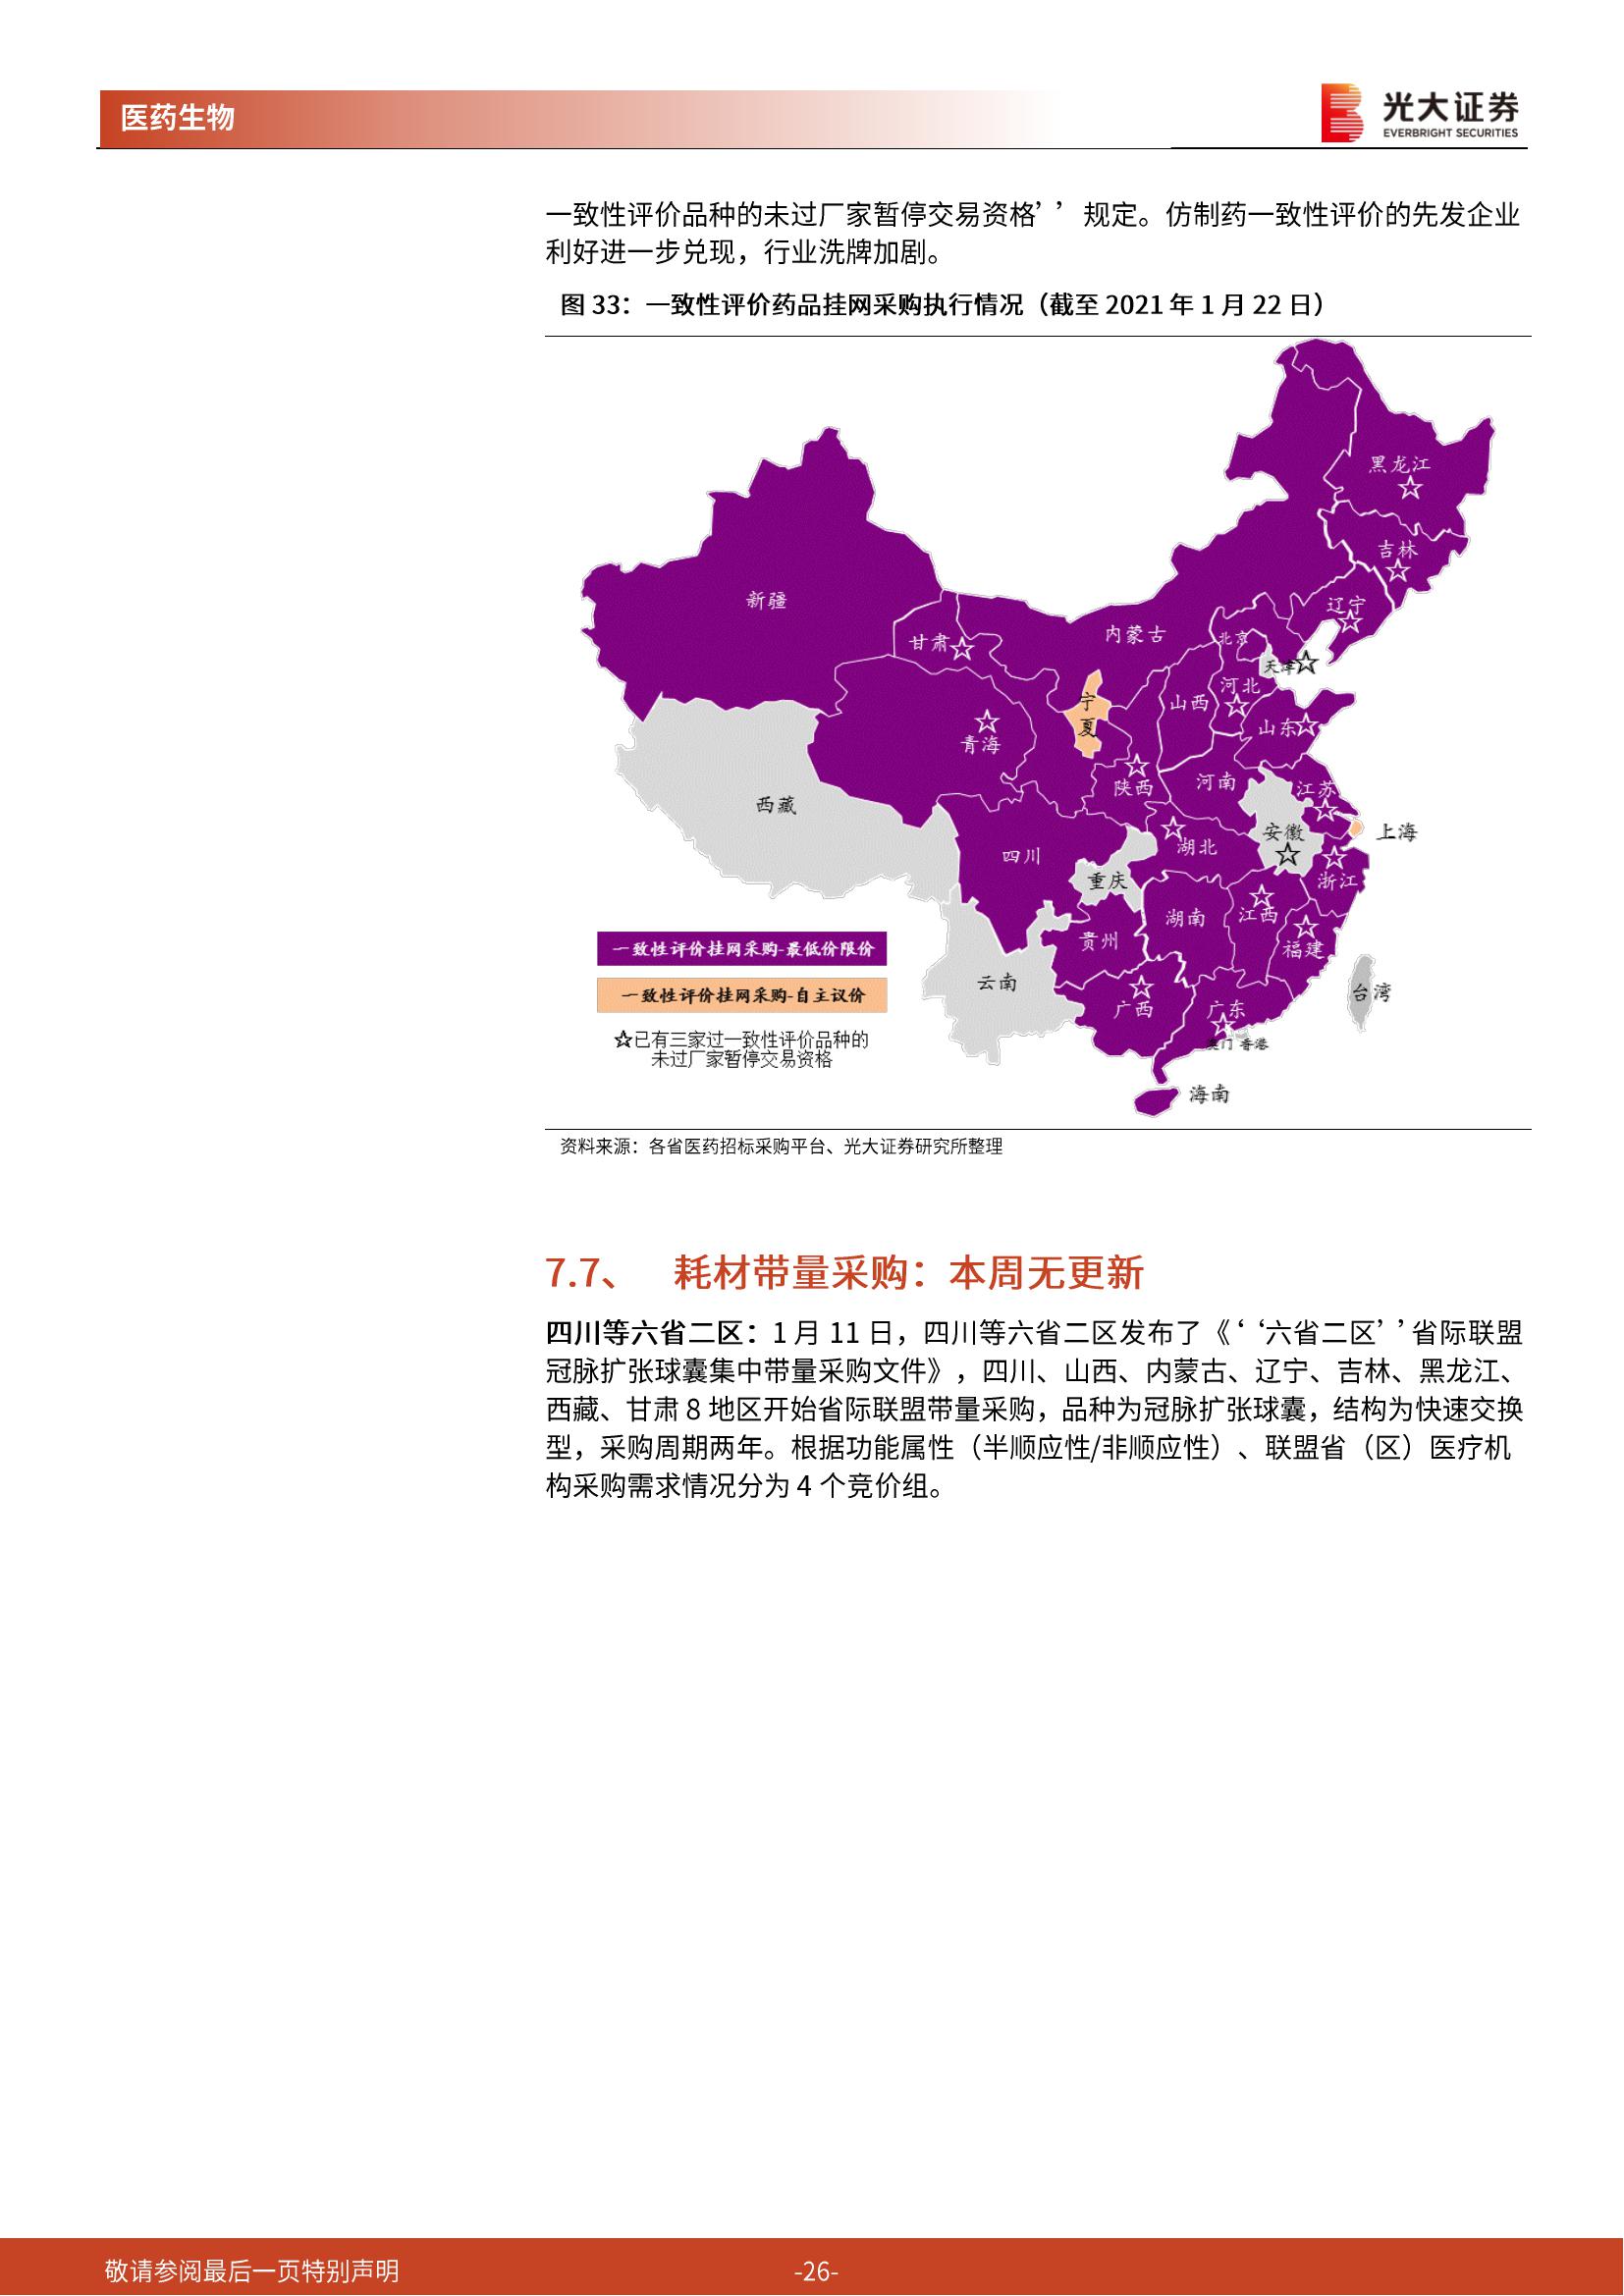 医药生物
光大证券
EVERBRIGHT SECURITIES
一致性评价品种的未过厂家暂停交易资格’’ 规定。仿制药一致性评价的先发企业
利好进一步兑现，行业洗牌加剧。
图 33：一致性评价药品挂网采购执行情况（截至 2021 年 1 月 22 日）
黑龙江
吉林
辽宁
新疆
甘肃
内蒙古
北京
天津
河北
宁夏
山西
山东
青海
陕西
河南
江苏
西藏
安徽
上海
四川
湖北
重庆
浙江
湖南
江西
贵州
福建
云南
台湾
广西
广东
澳门 香港
海南
一致性评价挂网采购-最低价限价
一致性评价挂网采购-自主议价
☆已有三家过一致性评价品种的
未过厂家暂停交易资格
资料来源：各省医药招标采购平台、光大证券研究所整理
7.7、 耗材带量采购：本周无更新
四川等六省二区：1 月 11 日，四川等六省二区发布了《‘‘六省二区’’省际联盟
冠脉扩张球囊集中带量采购文件》，四川、山西、内蒙古、辽宁、吉林、黑龙江、
西藏、甘肃 8 地区开始省际联盟带量采购，品种为冠脉扩张球囊，结构为快速交换
型，采购周期两年。根据功能属性（半顺应性/非顺应性）、联盟省（区）医疗机
构采购需求情况分为 4 个竞价组。
敬请参阅最后一页特别声明
-26-